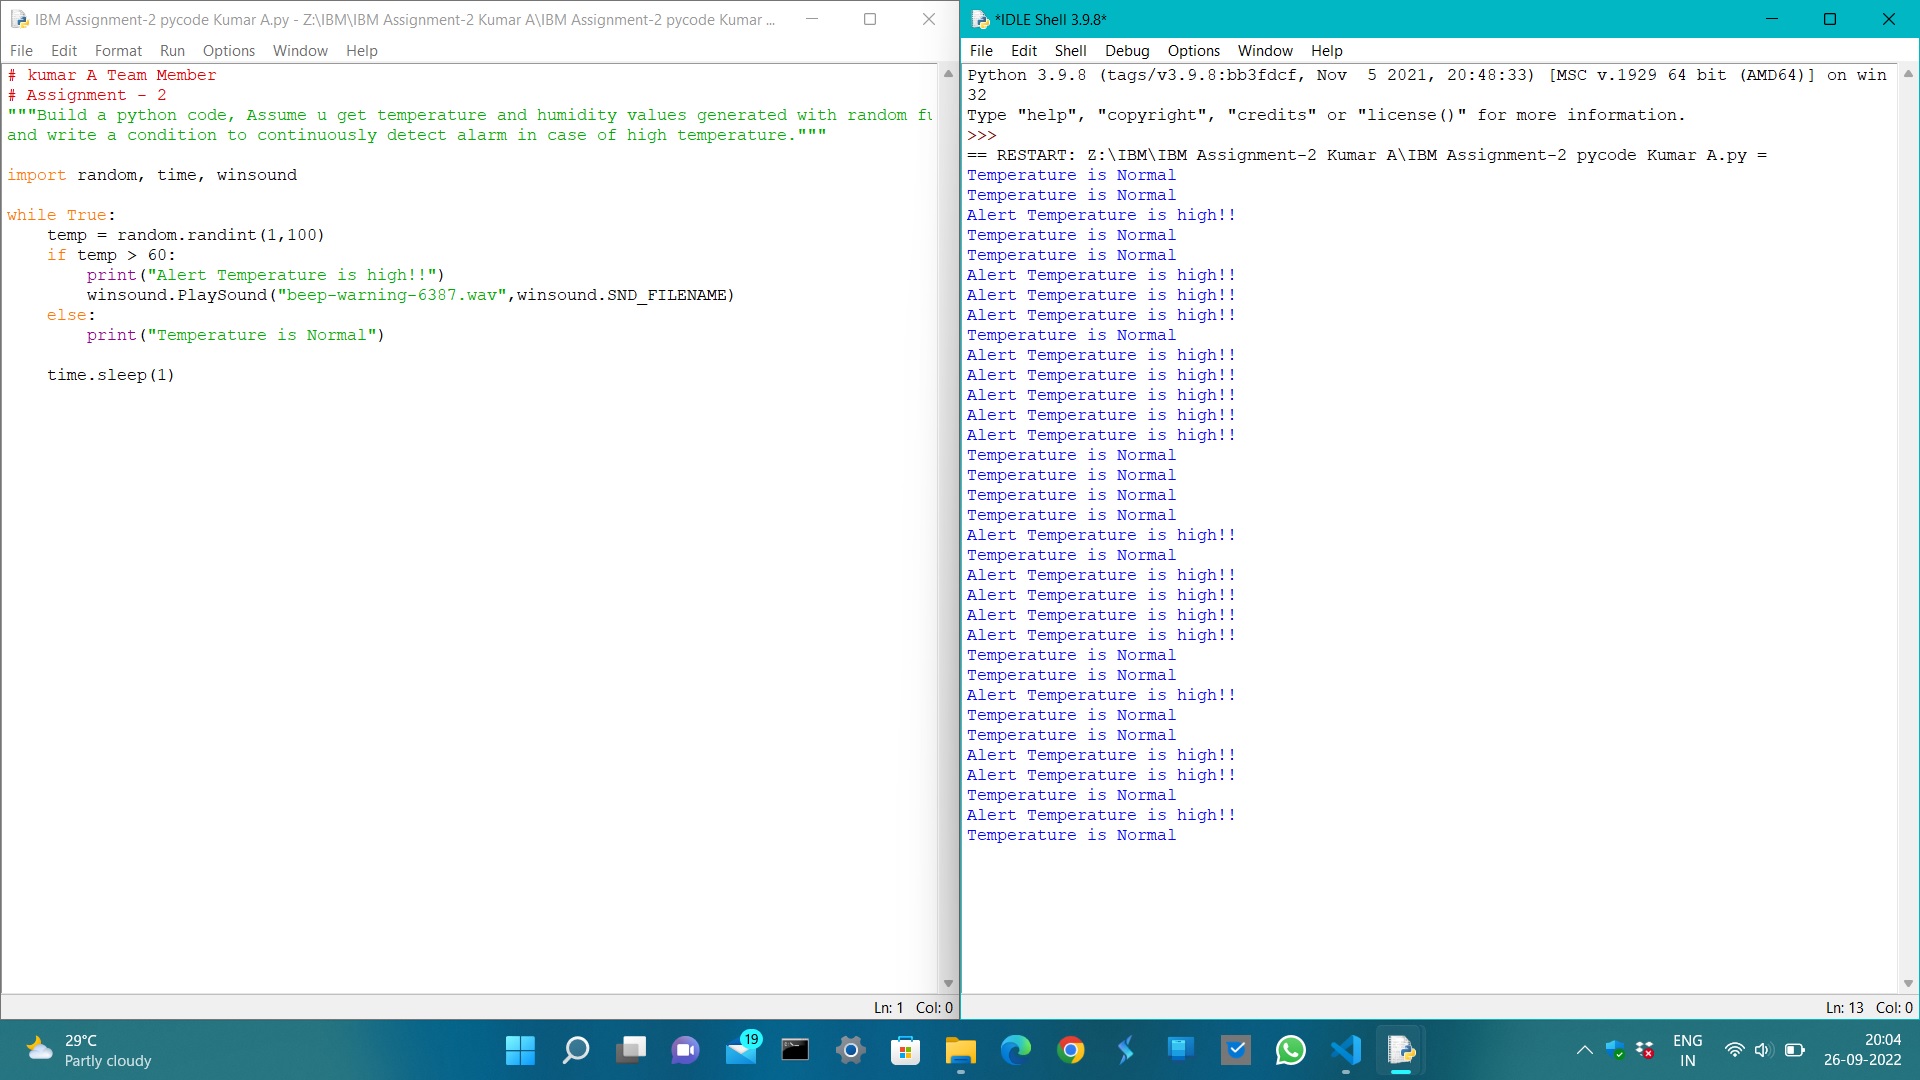 IBM Assignment-2 pycode Kumar A.py - Z:\IBM\IBM Assignment-2 Kumar A\IBM Assignment-2 pycode Kumar ...
File Edit Format Run Options Window Help
# kumar A Team Member
# Assignment - 2
"""Build a python code, Assume u get temperature and humidity values generated with random fu
and write a condition to continuously detect alarm in case of high temperature."""
import random, time, winsound
while True:
temp = random.randint(1,100)
if temp > 60:
print("Alert Temperature is high!!")
winsound.PlaySound("beep-warning-6387.wav",winsound.SND_FILENAME)
else:
print("Temperature is Normal")
time.sleep(1)
Ln: 1 Col: 0
*IDLE Shell 3.9.8*
File Edit Shell Debug Options Window Help
Python 3.9.8 (tags/v3.9.8:bb3fdcf, Nov  5 2021, 20:48:33) [MSC v.1929 64 bit (AMD64)] on win
32
Type "help", "copyright", "credits" or "license()" for more information.
>>>
== RESTART: Z:\IBM\IBM Assignment-2 Kumar A\IBM Assignment-2 pycode Kumar A.py =
Temperature is Normal
Temperature is Normal
Alert Temperature is high!!
Temperature is Normal
Temperature is Normal
Alert Temperature is high!!
Alert Temperature is high!!
Alert Temperature is high!!
Temperature is Normal
Alert Temperature is high!!
Alert Temperature is high!!
Alert Temperature is high!!
Alert Temperature is high!!
Alert Temperature is high!!
Temperature is Normal
Temperature is Normal
Temperature is Normal
Temperature is Normal
Alert Temperature is high!!
Temperature is Normal
Alert Temperature is high!!
Alert Temperature is high!!
Alert Temperature is high!!
Alert Temperature is high!!
Temperature is Normal
Temperature is Normal
Alert Temperature is high!!
Temperature is Normal
Temperature is Normal
Alert Temperature is high!!
Alert Temperature is high!!
Temperature is Normal
Alert Temperature is high!!
Temperature is Normal
Ln: 13 Col: 0
29°C
Partly cloudy
19
ENG
IN
20:04
26-09-2022